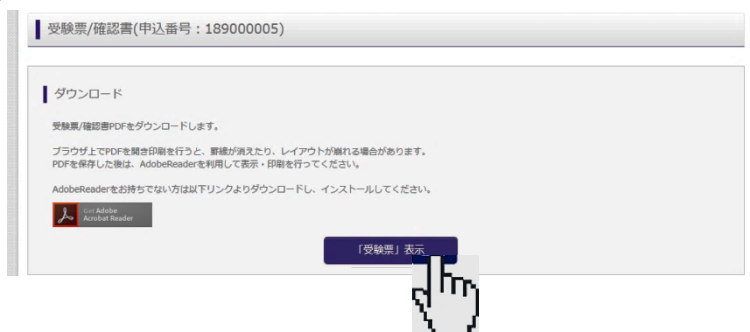 受験票/確認書(申込番号：189000005)
ダウンロード
受験票/確認書PDFをダウンロードします。
ブラウザ上でPDFを開き印刷を行うと、罫線が消えたり、レイアウトが崩れる場合があります。
PDFを保存した後は、AdobeReaderを利用して表示・印刷を行ってください。
AdobeReaderをお持ちでない方は以下リンクよりダウンロードし、インストールしてください。
Get Adobe
Acrobat Reader
「受験票」表示